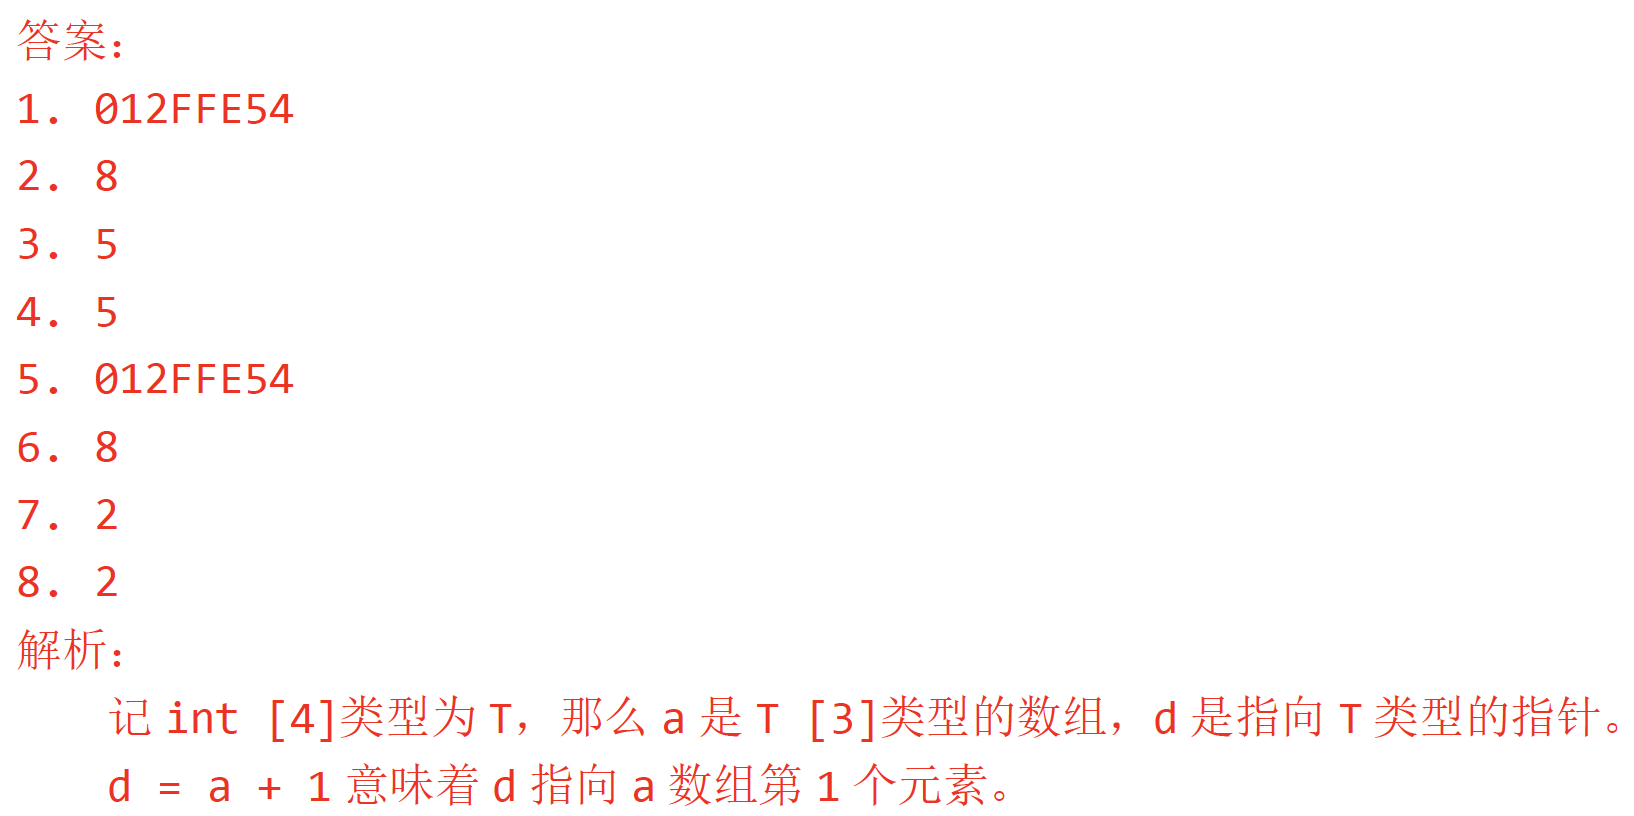 答案：
1. 012FFE54
2. 8
3. 5
4. 5
5. 012FFE54
6. 8
7. 2
8. 2
解析：
记 int [4]类型为 T，那么 a 是 T [3]类型的数组，d 是指向 T 类型的指针。
d = a + 1 意味着 d 指向 a 数组第 1 个元素。